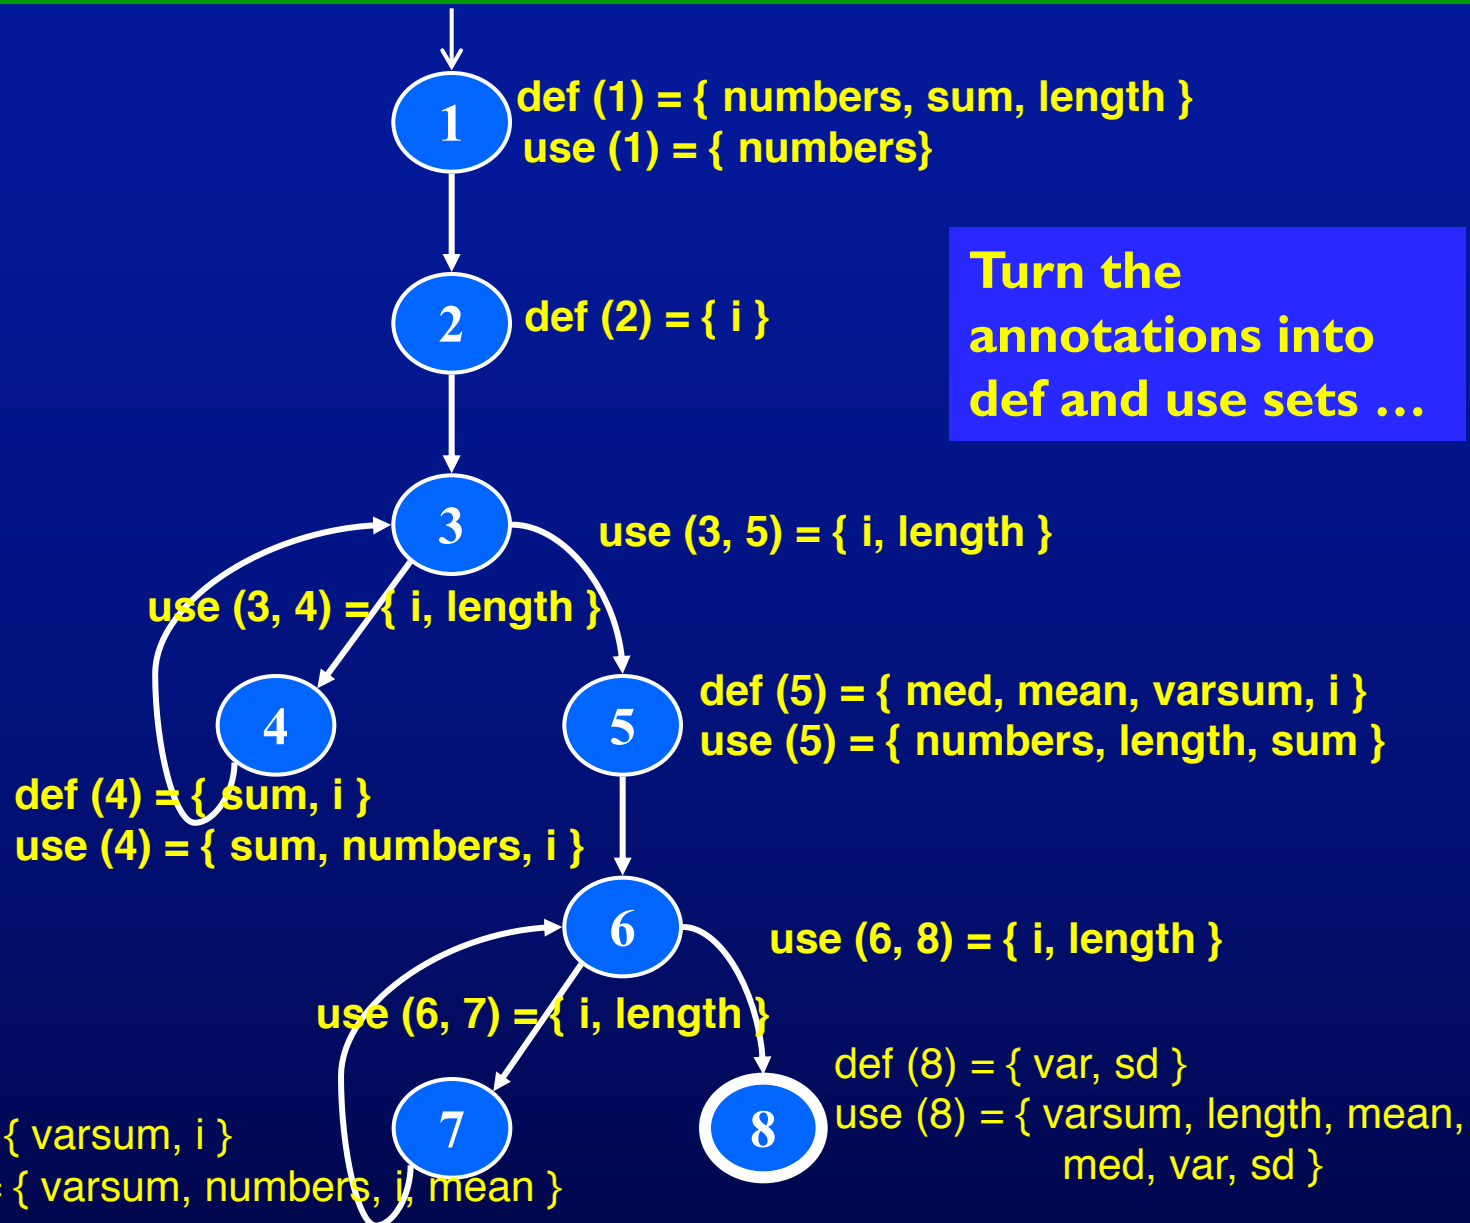 1
def (1) = { numbers, sum, length }
use (1) = { numbers}
Turn the
annotations into
def and use sets …
2
def (2) = { i }
3
use (3, 5) = { i, length }
use (3, 4) = { i, length }
4
5
def (5) = { med, mean, varsum, i }
use (5) = { numbers, length, sum }
def (4) = { sum, i }
use (4) = { sum, numbers, i }
6
use (6, 8) = { i, length }
use (6, 7) = { i, length }
7
8
def (8) = { var, sd }
use (8) = { varsum, length, mean,
med, var, sd }
{ varsum, i }
= { varsum, numbers, i, mean }